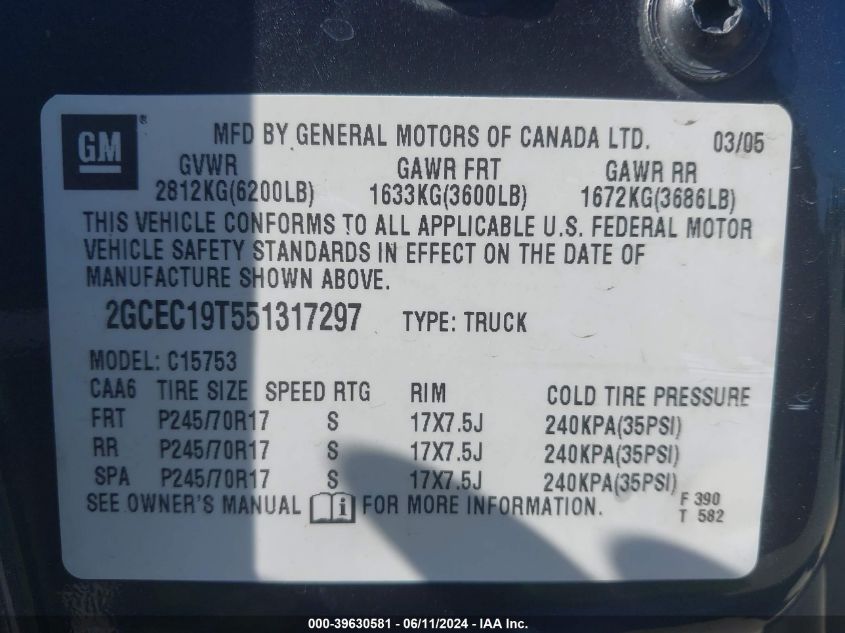 GM ® MFD BY GENERAL MOTORS OF CANADA LTD. 03/05
GVWR GAWR FRT GAWR RR
2812KG(6200LB) 1633KG(3600LB) 1672KG(3686LB)
THIS VEHICLE CONFORMS TO ALL APPLICABLE U.S. FEDERAL MOTOR
VEHICLE SAFETY STANDARDS IN EFFECT ON THE DATE OF
MANUFACTURE SHOWN ABOVE.
2GCEC19T551317297 TYPE: TRUCK
MODEL: C15753
CAA6 TIRE SIZE SPEED RTG RIM COLD TIRE PRESSURE
FRT P245/70R17 S 17X7.5J 240KPA(35PSI)
RR P245/70R17 S 17X7.5J 240KPA(35PSI)
SPA P245/70R17 S 17X7.5J 240KPA(35PSI)
SEE OWNER'S MANUAL FOR MORE INFORMATION. F 390
T 582
000-39630581 - 06/11/2024 - IAA Inc.